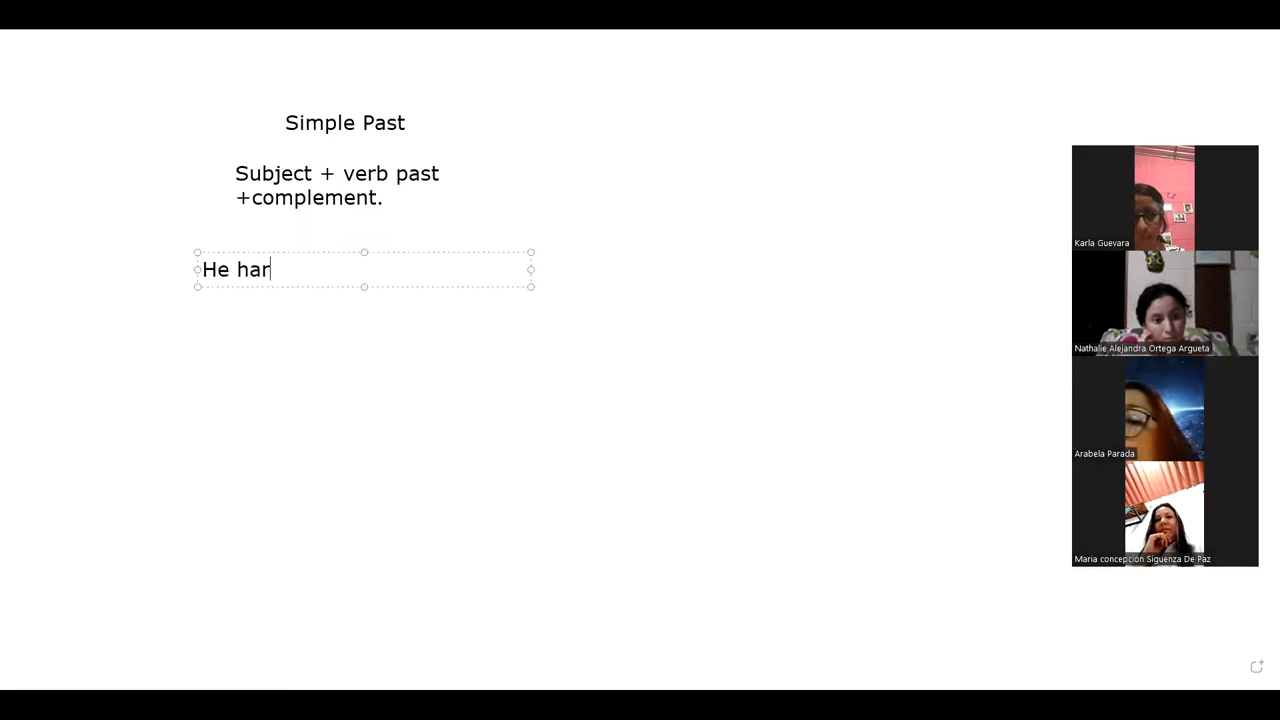 Simple Past
Subject + verb past
+complement.
He har
Karla Guevara
Nathalie Alejandra Ortega Argueta
Arabela Parada
Maria concepción Siguenza De Paz